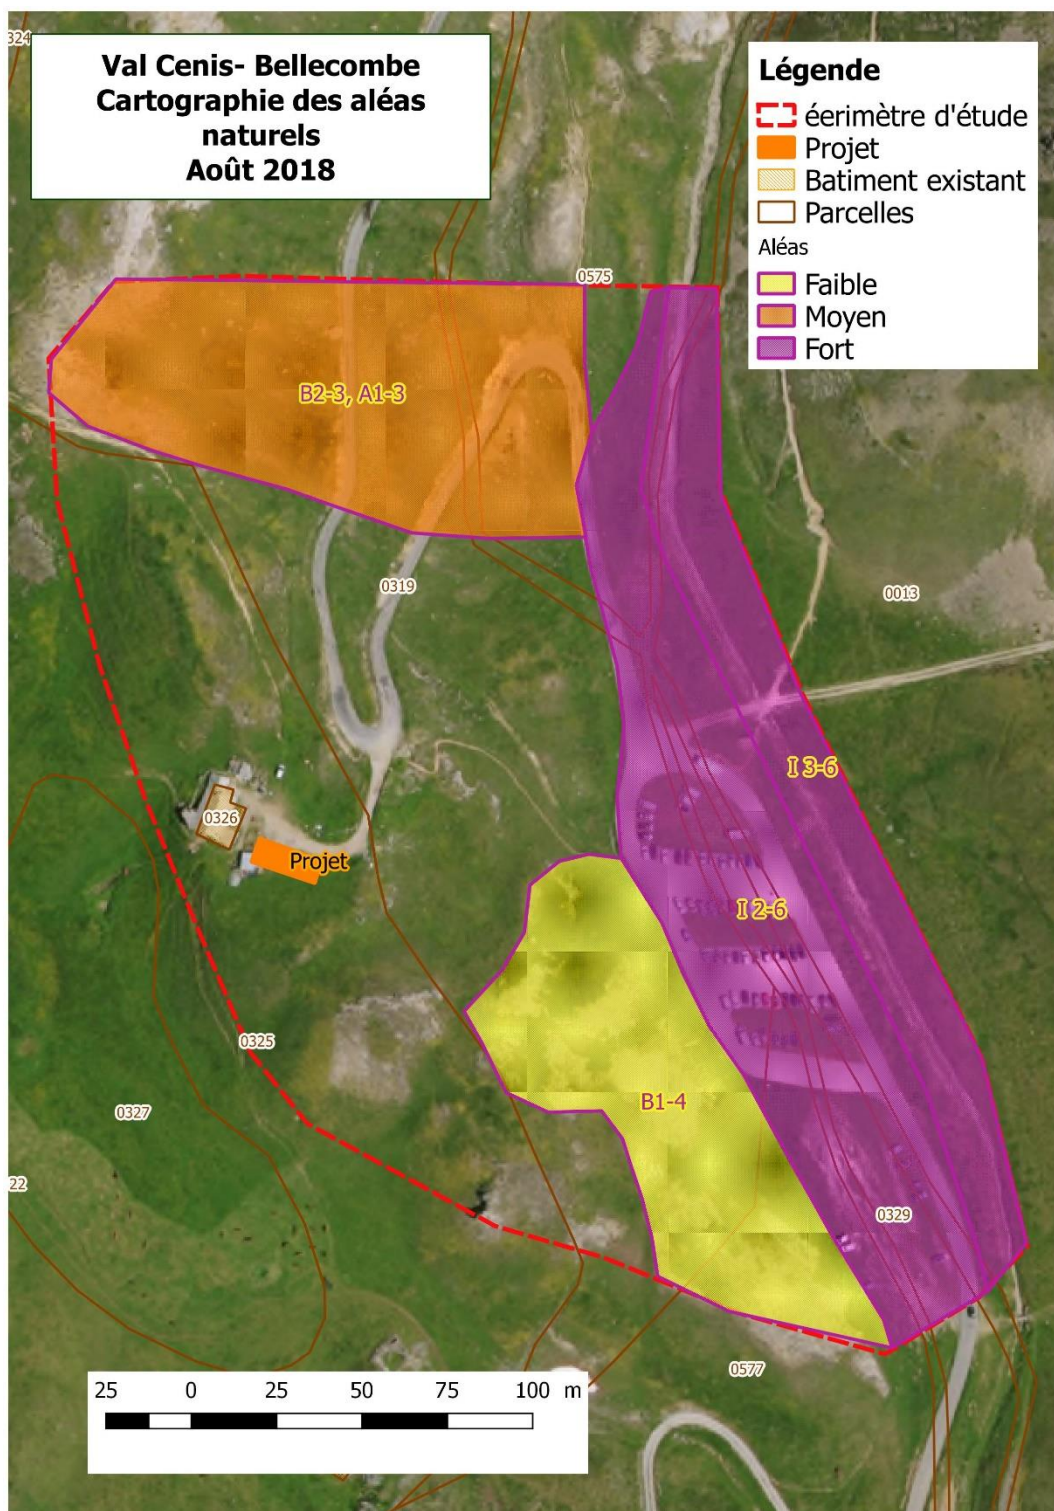 324
Val Cenis- Bellecombe
Cartographie des aléas
naturels
Août 2018
Légende
éerimètre d'étude
Projet
Batiment existant
Parcelles
Aléas
Faible
Moyen
Fort
0575
B2-3, A1-3
0319
0013
I 3-6
0326
Projet
I 2-6
0325
B1-4
0327
22
0329
0577
25 0 25 50 75 100 m